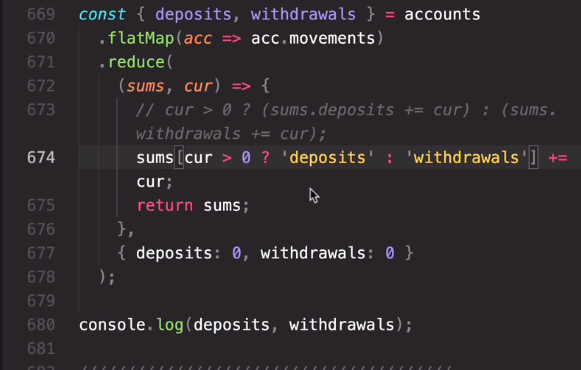 669 const { deposits, withdrawals } = accounts
670 .flatMap(acc => acc.movements)
671 .reduce(
672 (sums, cur) => {
673 // cur > 0 ? (sums.deposits += cur) : (sums.
withdrawals += cur);
674 sums[cur > 0 ? 'deposits' : 'withdrawals'] +=
cur;
675 return sums;
676 },
677 { deposits: 0, withdrawals: 0 }
678 );
679
680 console.log(deposits, withdrawals);
681